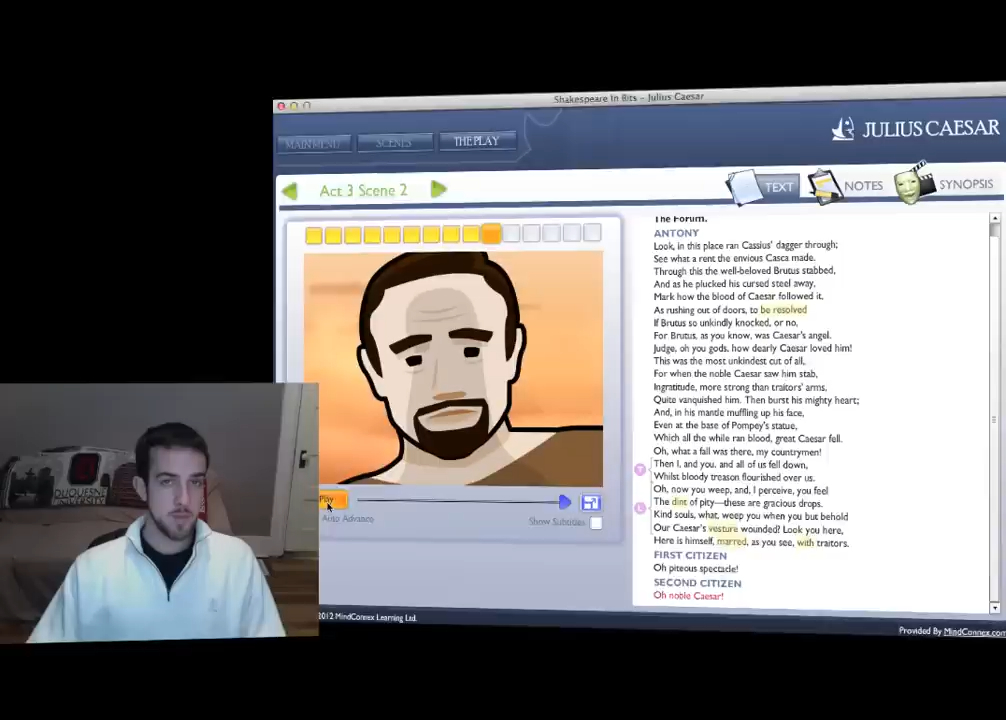 Shakespeare In Bits – Julius Caesar
MAIN MENU
SCENES
THE PLAY
JULIUS CAESAR
Act 3 Scene 2
TEXT
NOTES
SYNOPSIS
The Forum.
ANTONY
Look, in this place ran Cassius' dagger through;
See what a rent the envious Casca made.
Through this the well-beloved Brutus stabbed,
And as he plucked his cursed steel away,
Mark how the blood of Caesar followed it,
As rushing out of doors, to be resolved
If Brutus so unkindly knocked, or no,
For Brutus, as you know, was Caesar's angel.
Judge, oh you gods, how dearly Caesar loved him!
This was the most unkindest cut of all,
For when the noble Caesar saw him stab,
Ingratitude, more strong than traitors' arms,
Quite vanquished him. Then burst his mighty heart;
And, in his mantle muffling up his face,
Even at the base of Pompey's statue,
Which all the while ran blood, great Caesar fell.
Oh, what a fall was there, my countrymen!
T
Then I, and you, and all of us fell down,
Whilst bloody treason flourished over us.
Oh, now you weep, and, I perceive, you feel
L
The dint of pity—these are gracious drops.
Kind souls, what, weep you when you but behold
Our Caesar's vesture wounded? Look you here,
Here is himself, marred, as you see, with traitors.
FIRST CITIZEN
Oh piteous spectacle!
SECOND CITIZEN
Oh noble Caesar!
Play
Auto Advance
Show Subtitles
DUQUESNE
2012 MindConnex Learning Ltd.
Provided By MindConnex.com